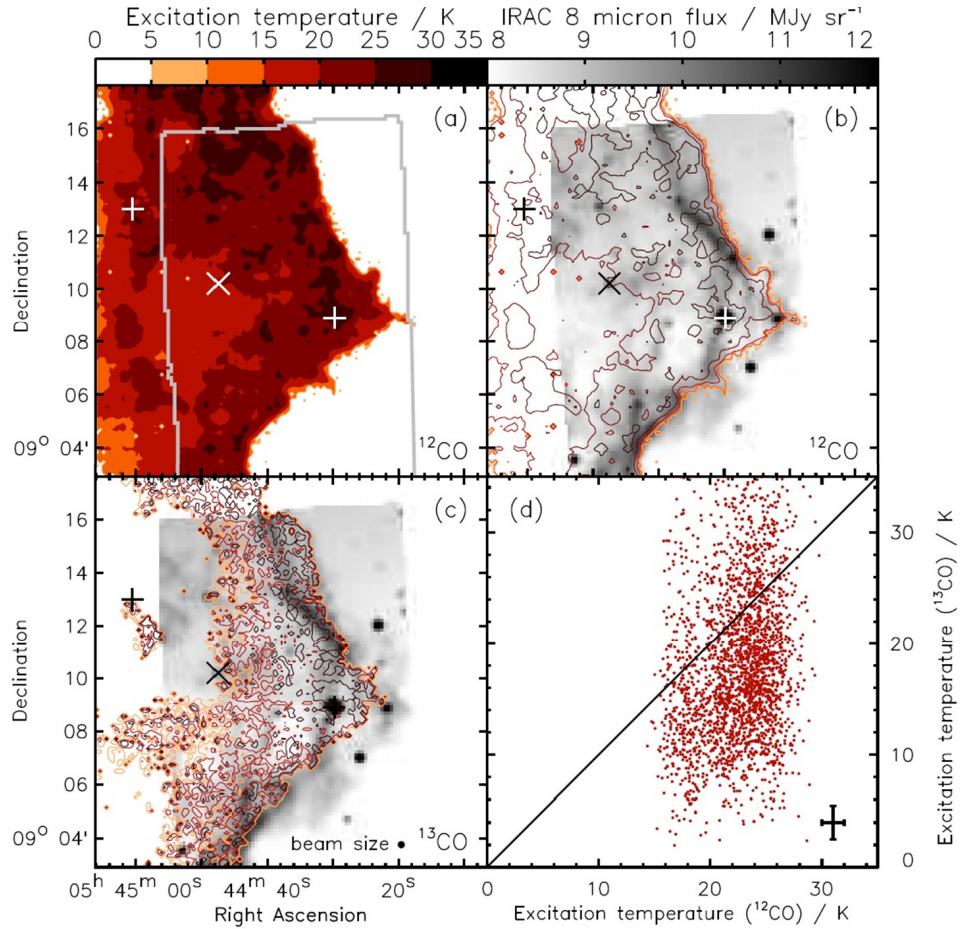 Excitation temperature / K
IRAC 8 micron flux / MJy sr⁻¹
0 5 10 15 20 25 30 35
8 9 10 11 12
(a)
(b)
16
14
12
10
08
06
09° 04'
Declination
¹²CO
¹²CO
(c)
(d)
16
14
12
10
08
06
09° 04'
Declination
beam size
¹³CO
30
20
10
0
Excitation temperature (¹³CO) / K
05ʰ 45ᵐ 00ˢ 44ᵐ 40ˢ 20ˢ
0 10 20 30
Right Ascension
Excitation temperature (¹²CO) / K